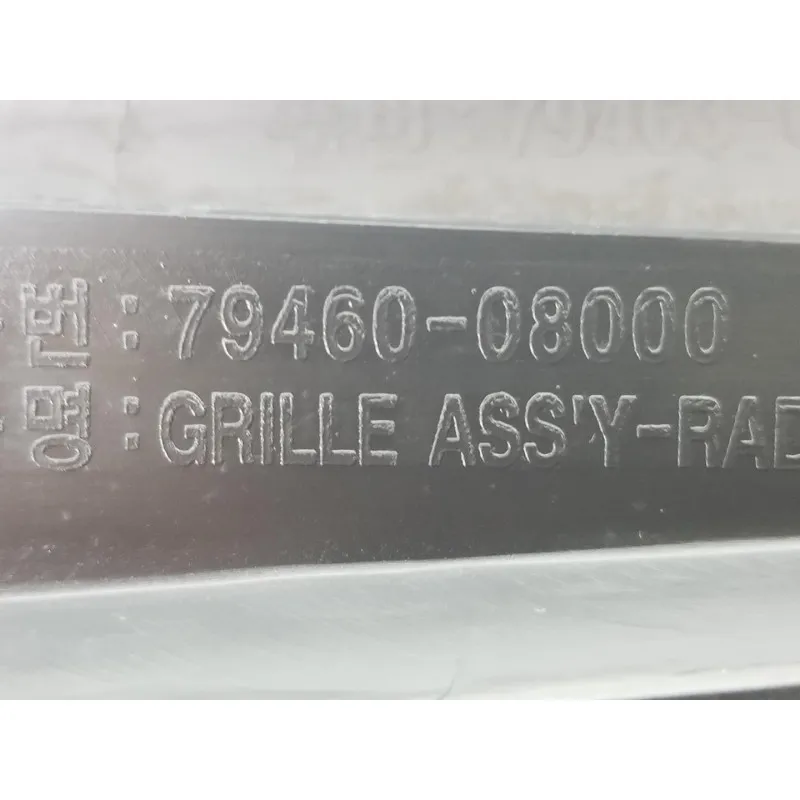 번 : 79460-08000
명 : GRILLE ASS'Y-RAD